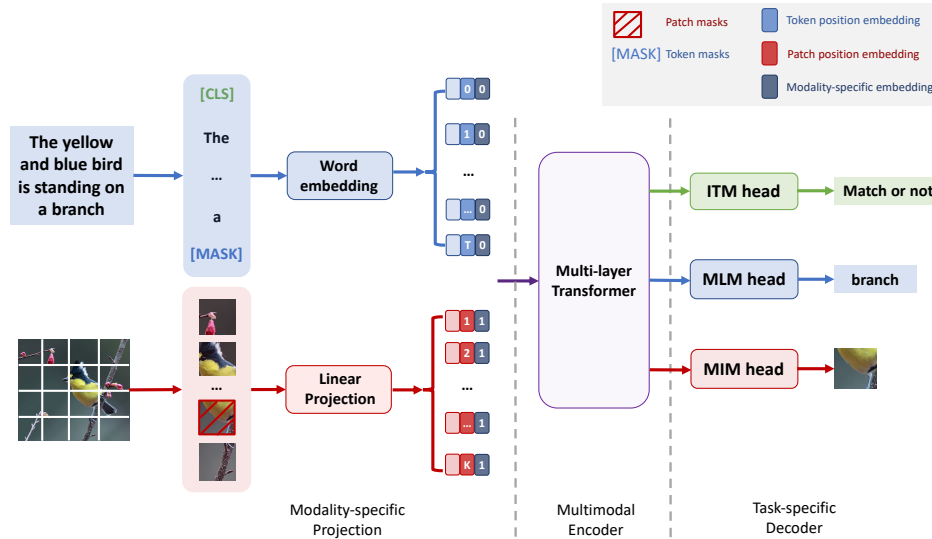 Patch masks
[MASK] Token masks
Token position embedding
Patch position embedding
Modality-specific embedding
The yellow
and blue bird
is standing on
a branch
[CLS]
The
...
a
[MASK]
Word
embedding
0 0
1 0
...
... 0
T 0
Linear
Projection
...
1 1
2 1
...
... 1
K 1
Multi-layer
Transformer
ITM head
Match or not
MLM head
branch
MIM head
Modality-specific
Projection
Multimodal
Encoder
Task-specific
Decoder